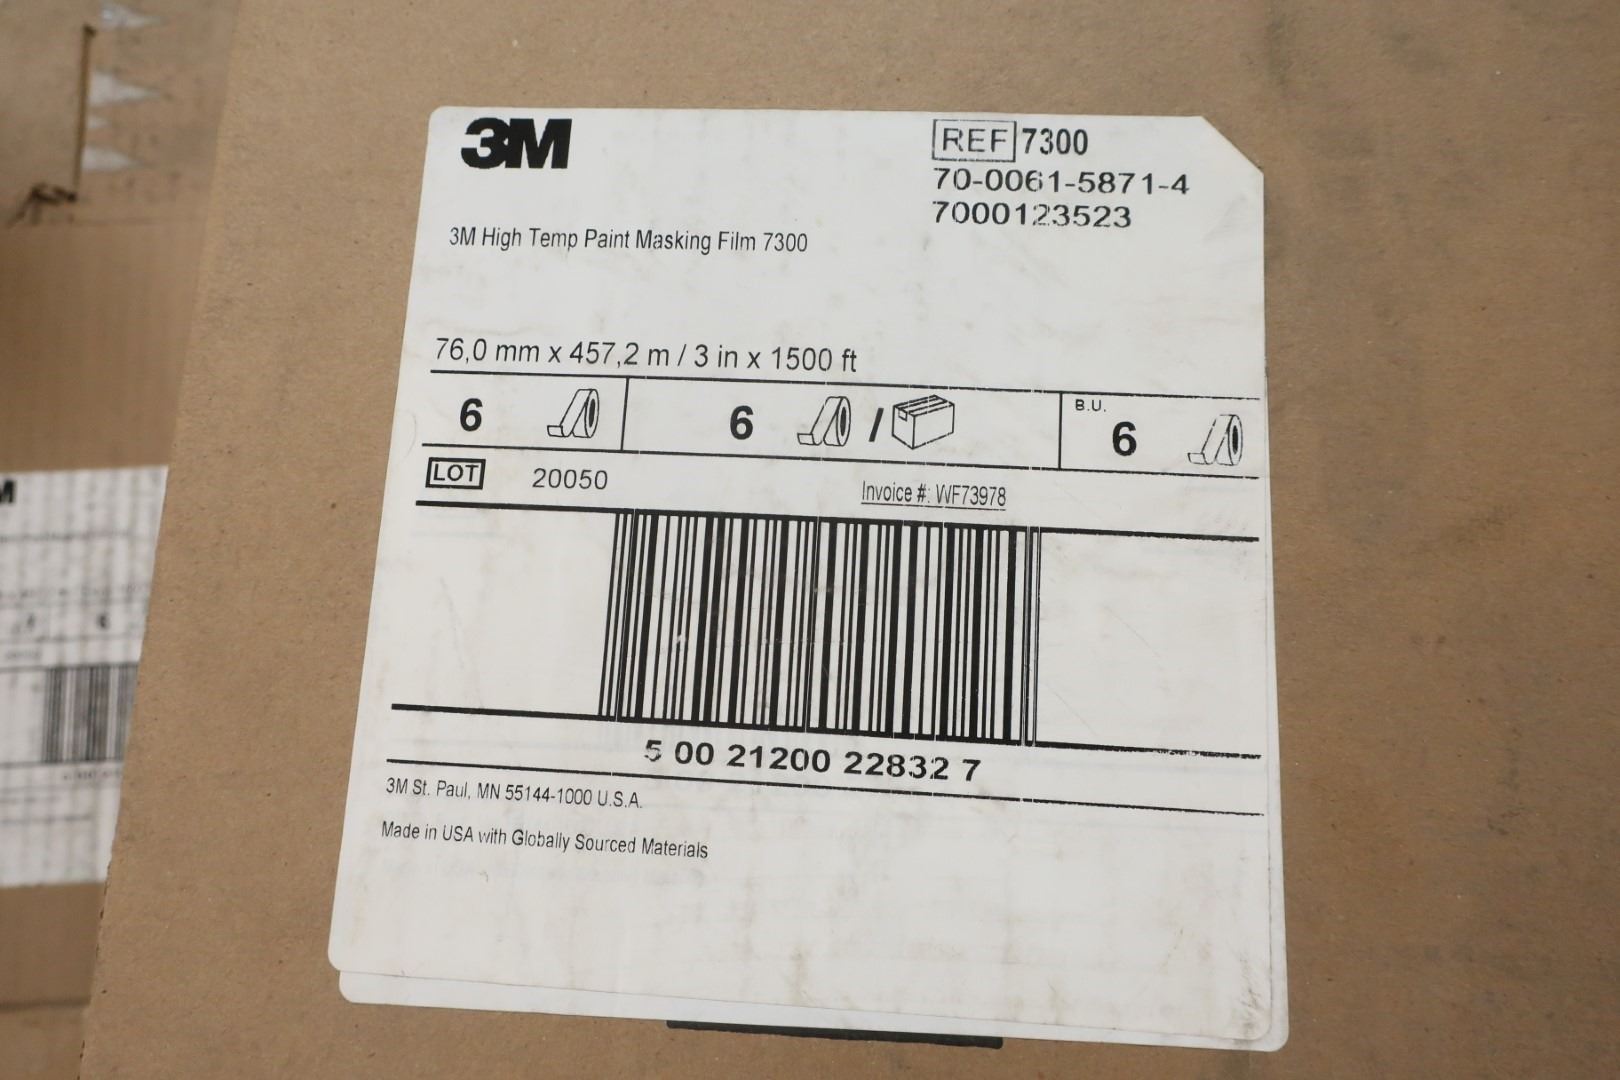 3M
REF 7300
70-0061-5871-4
7000123523
3M High Temp Paint Masking Film 7300
76,0 mm x 457,2 m / 3 in x 1500 ft
6 6 / B.U. 6
LOT 20050 Invoice #: WF73978
5 00 21200 22832 7
3M St. Paul, MN 55144-1000 U.S.A.
Made in USA with Globally Sourced Materials